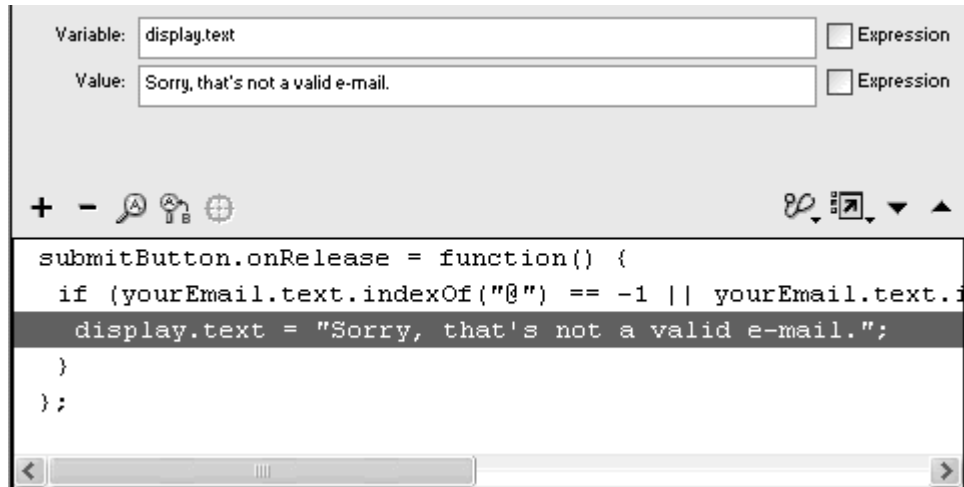 Variable: display.text Expression
Value: Sorry, that's not a valid e-mail. Expression
submitButton.onRelease = function() {
if (yourEmail.text.indexOf("@") == -1 || yourEmail.text.i
display.text = "Sorry, that's not a valid e-mail.";
}
};